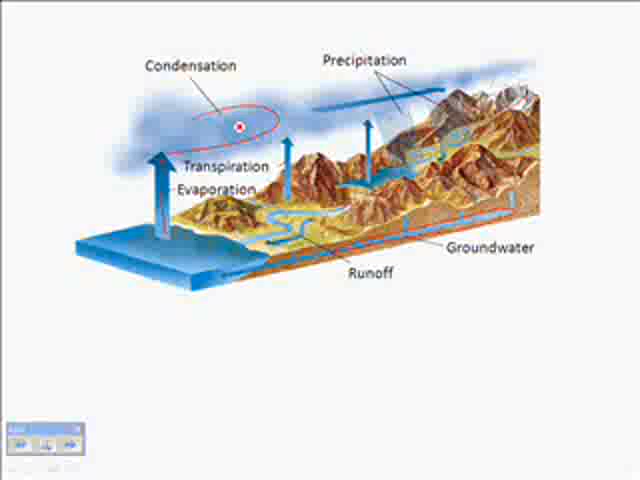 Precipitation
Condensation
Transpiration
Evaporation
Groundwater
Runoff